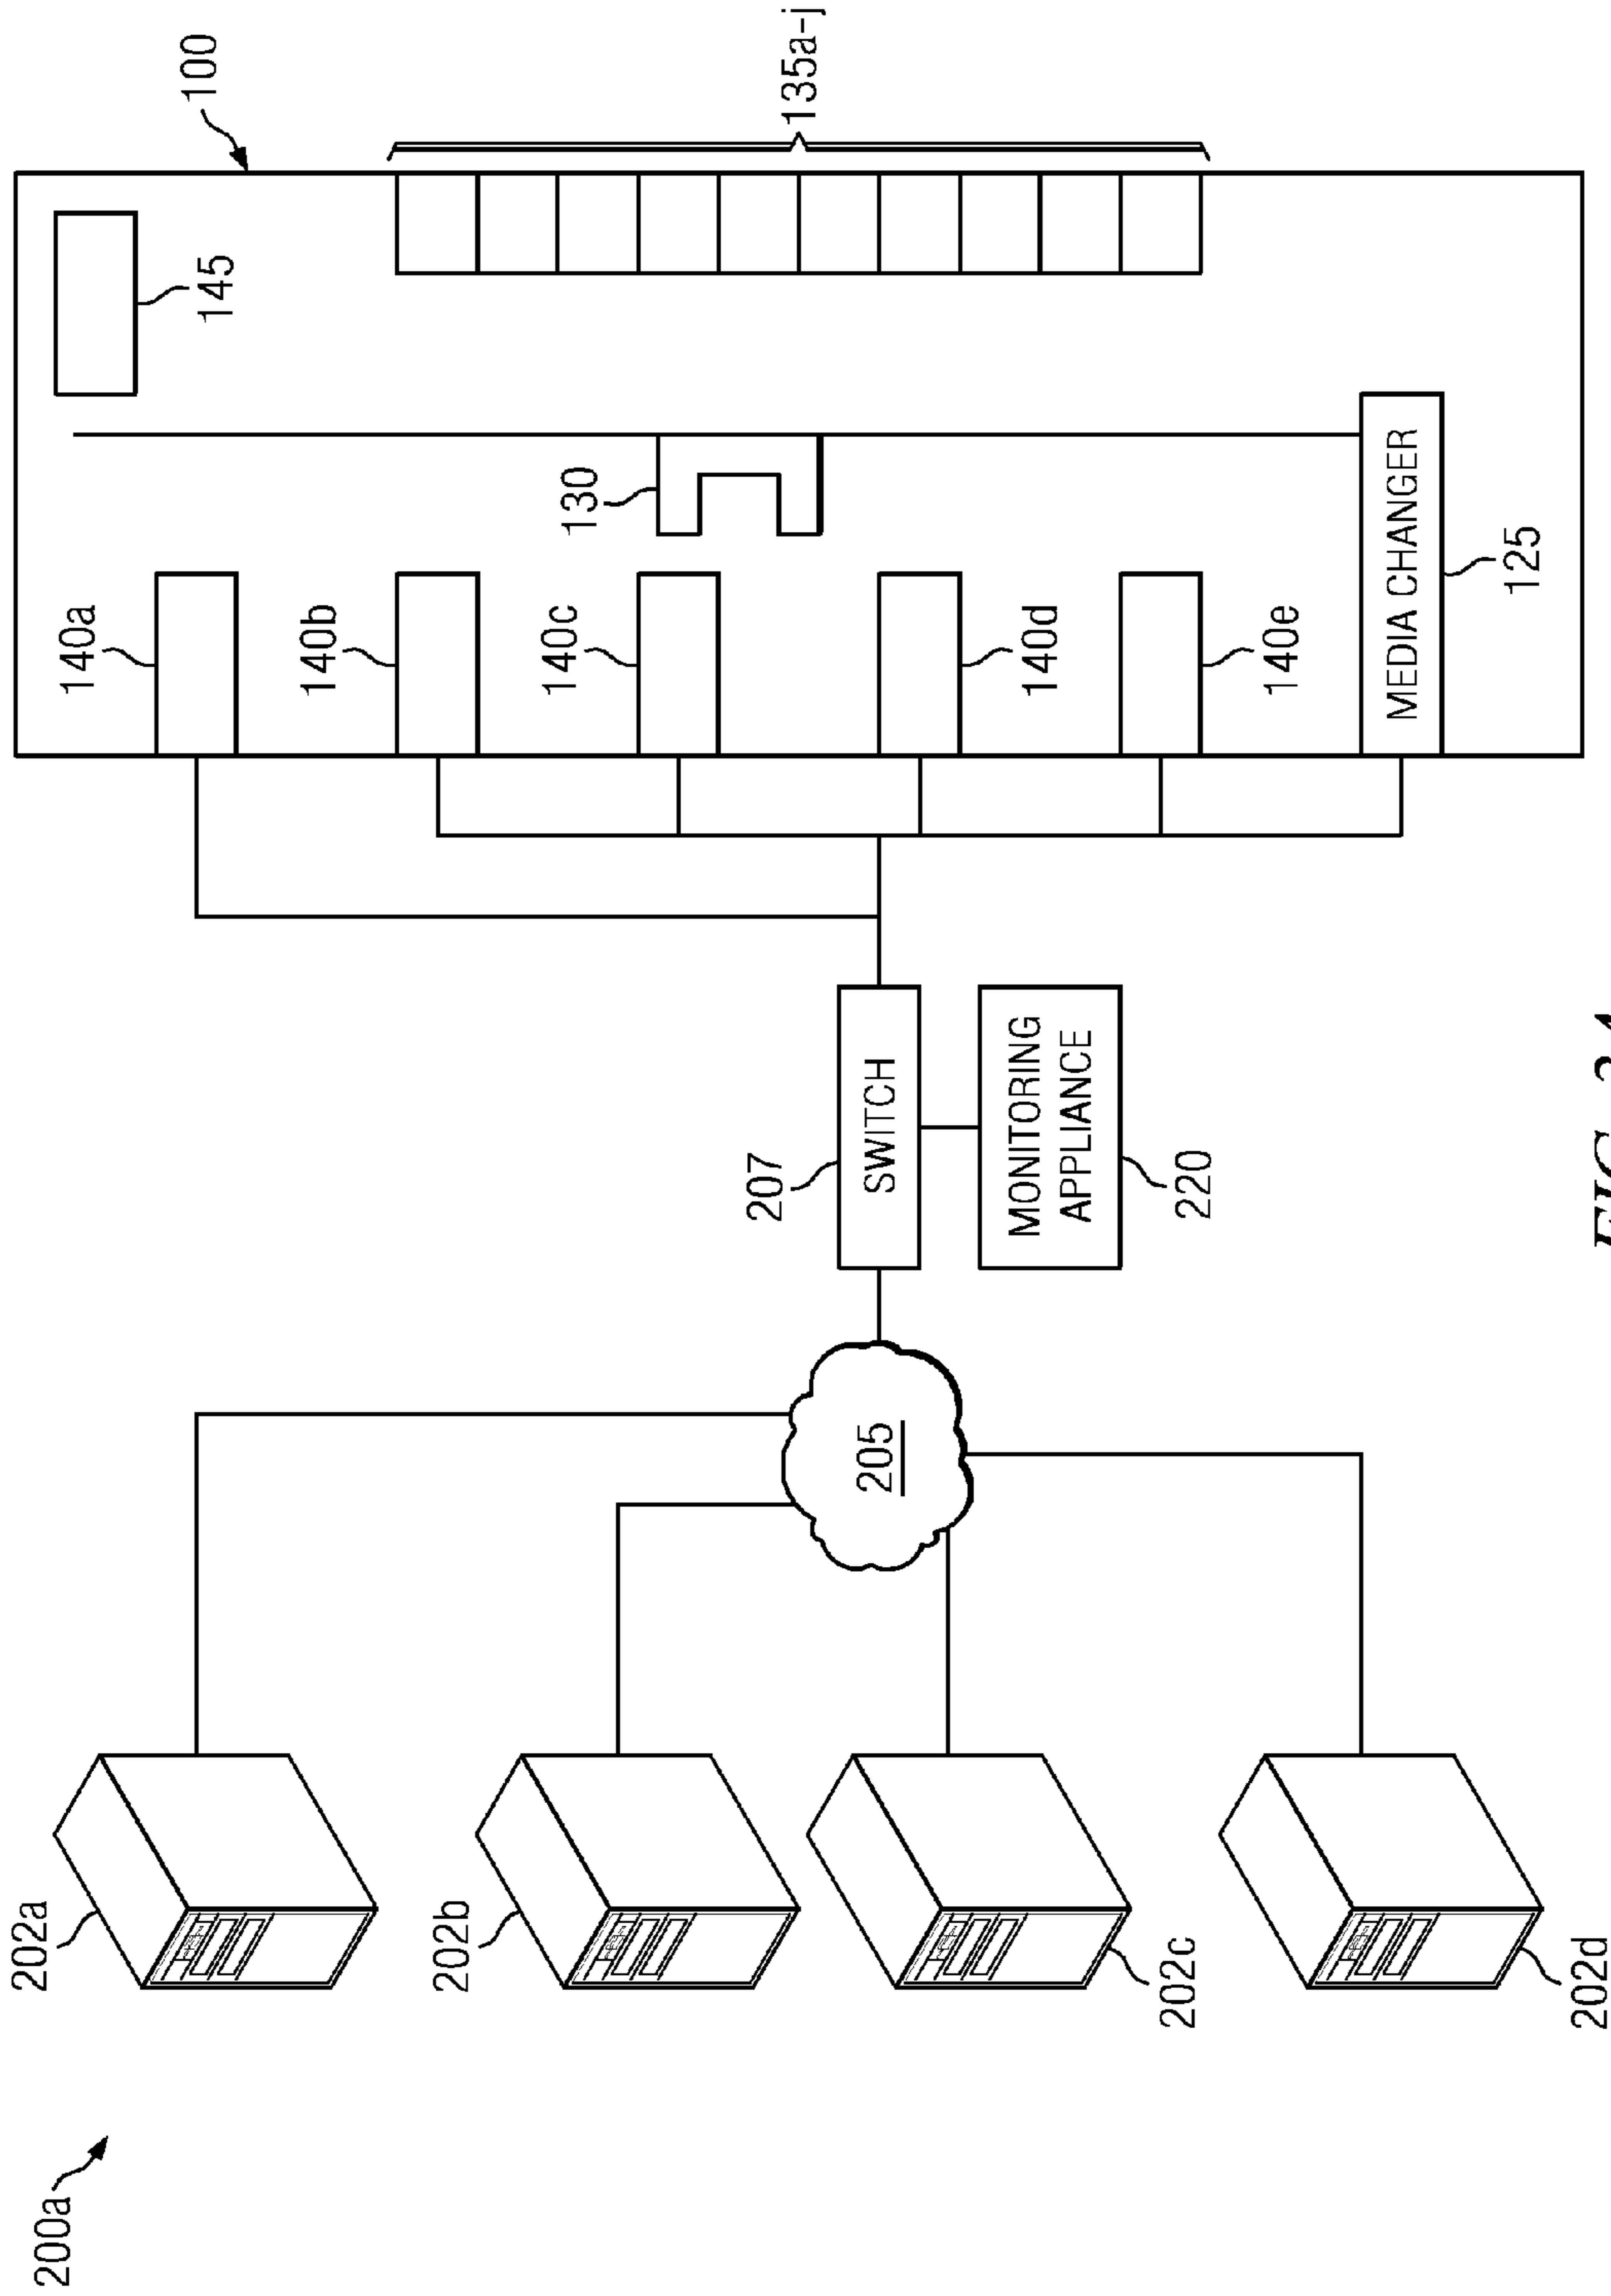 200a
202a
202b
202c
202d
205
207
SWITCH
MONITORING
APPLIANCE
220
100
140a
140b
140c
140d
140e
130
145
135a-j
MEDIA CHANGER
125